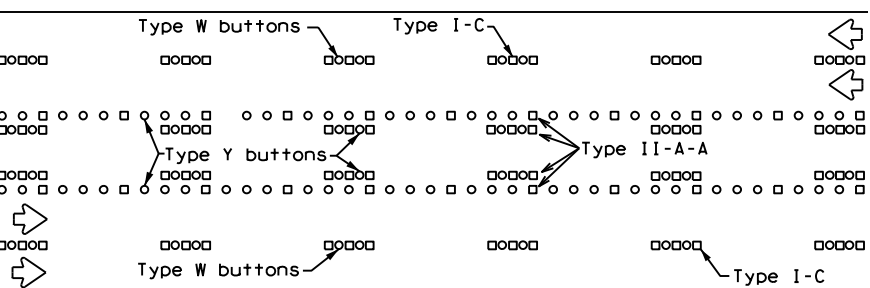 Type W buttons
Type I-C
Type Y buttons
Type II-A-A
Type W buttons
Type I-C